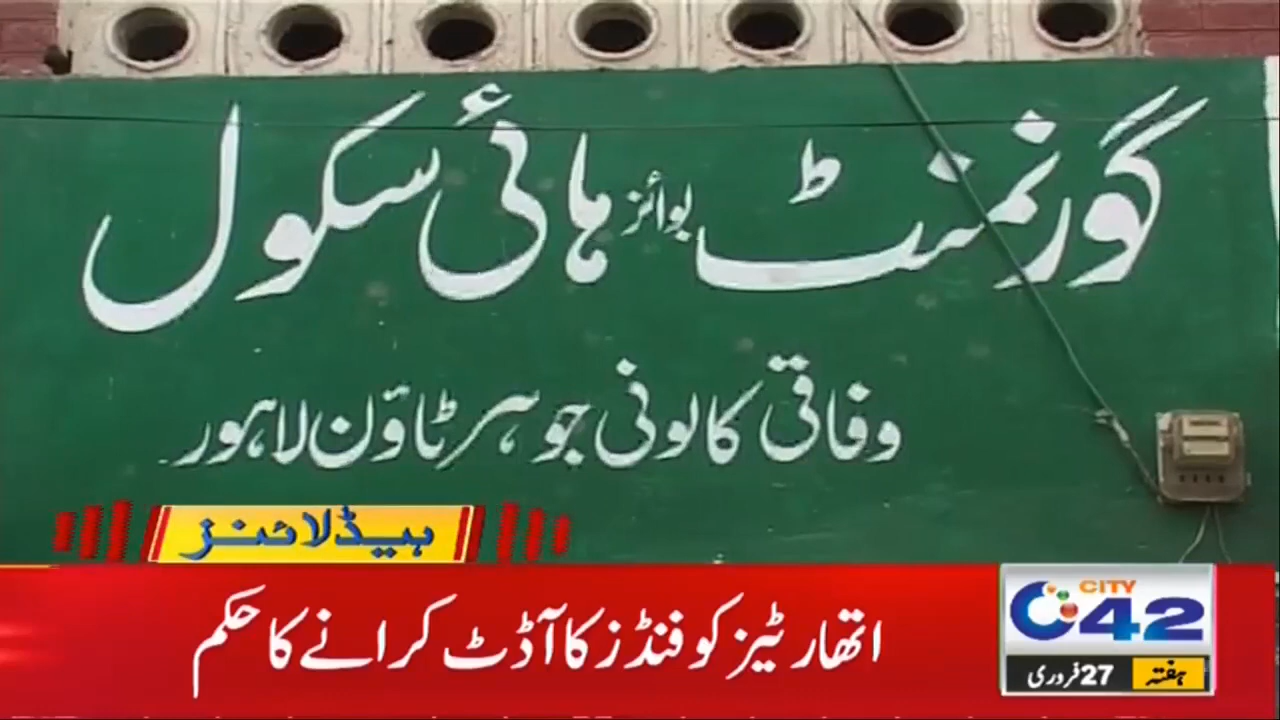 گورنمنٹ بوائز ہائی سکول
وفاقی کالونی جوہر ٹاؤن لاہور
ہیڈلائنز
اتھارٹیز کو فنڈز کا آڈٹ کرانے کا حکم
CITY
42
ہفتہ 27 فروری